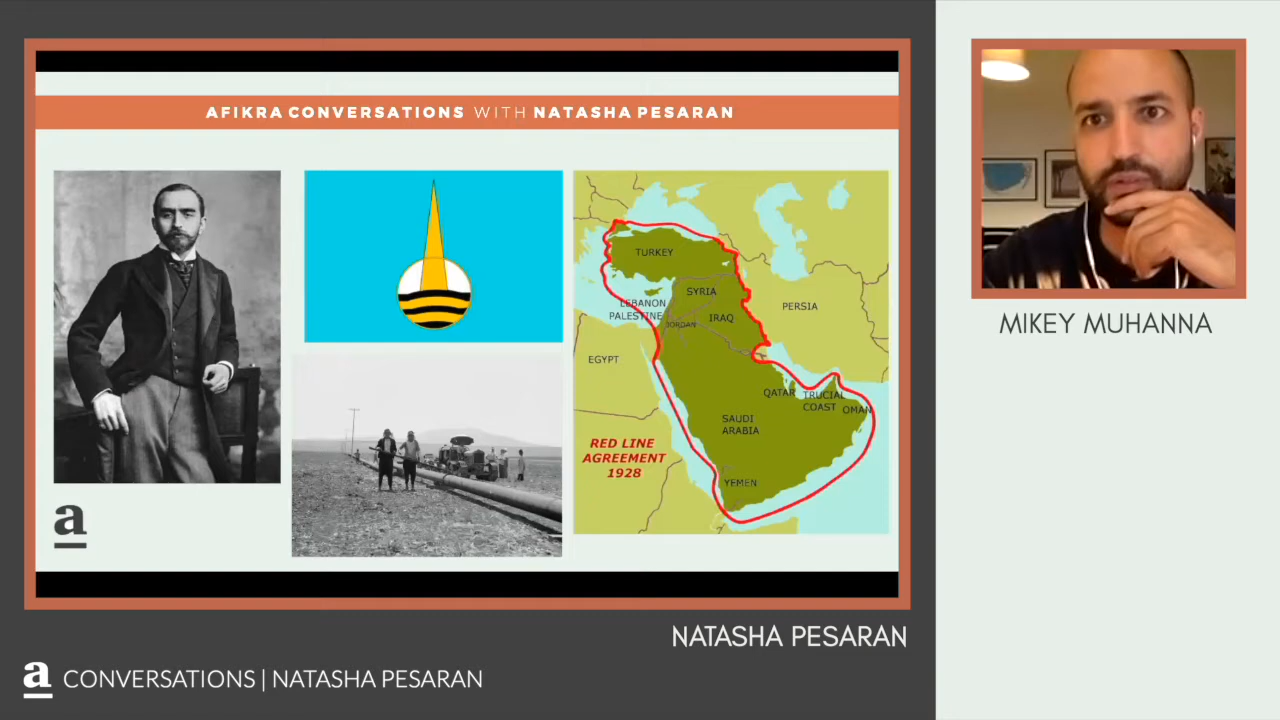 AFIKRA CONVERSATIONS WITH NATASHA PESARAN
TURKEY
SYRIA
LEBANON
PALESTINE
JORDAN
IRAQ
PERSIA
EGYPT
QATAR
TRUCIAL
COAST
OMAN
SAUDI
ARABIA
YEMEN
RED LINE
AGREEMENT
1928
a
MIKEY MUHANNA
NATASHA PESARAN
a CONVERSATIONS | NATASHA PESARAN